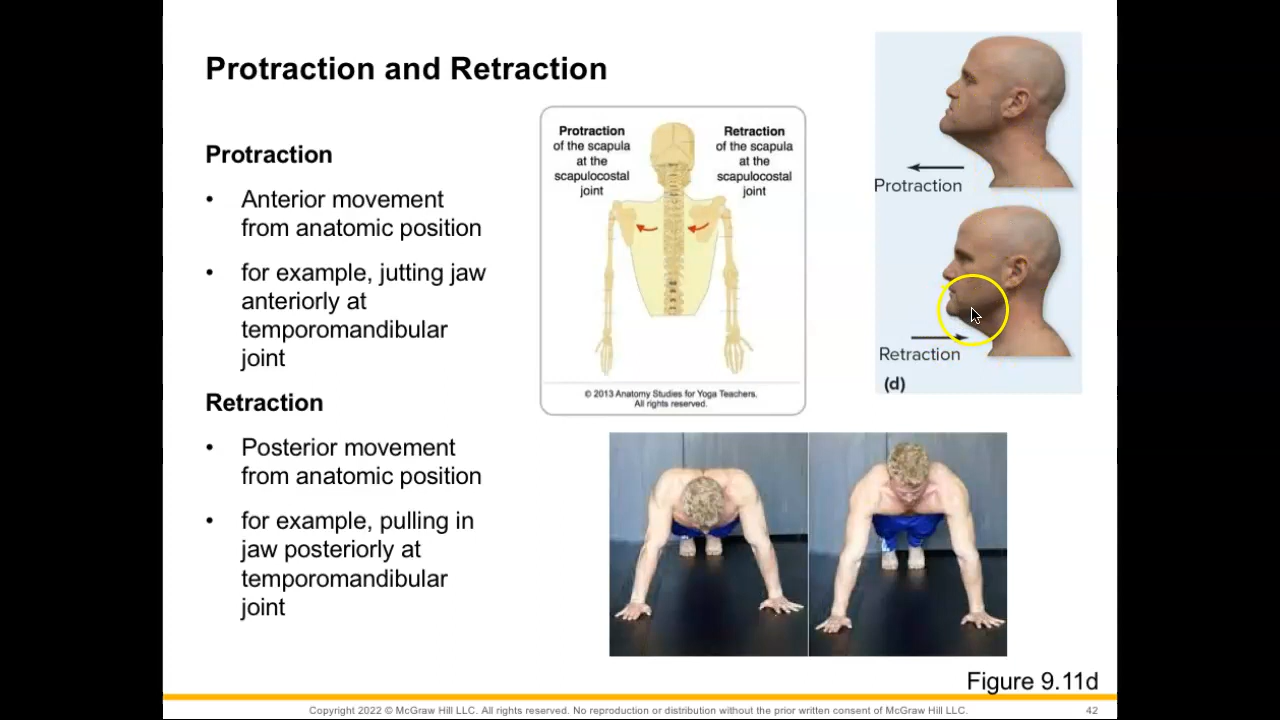 Protraction and Retraction
Protraction
• Anterior movement
from anatomic position
• for example, jutting jaw
anteriorly at
temporomandibular
joint
Retraction
• Posterior movement
from anatomic position
• for example, pulling in
jaw posteriorly at
temporomandibular
joint
Protraction
of the scapula
at the
scapulocostal
joint
Retraction
of the scapula
at the
scapulocostal
joint
© 2013 Anatomy Studies for Yoga Teachers.
All rights reserved.
Protraction
Retraction
(d)
Figure 9.11d
Copyright 2022 © McGraw Hill LLC. All rights reserved. No reproduction or distribution without the prior written consent of McGraw Hill LLC.
42